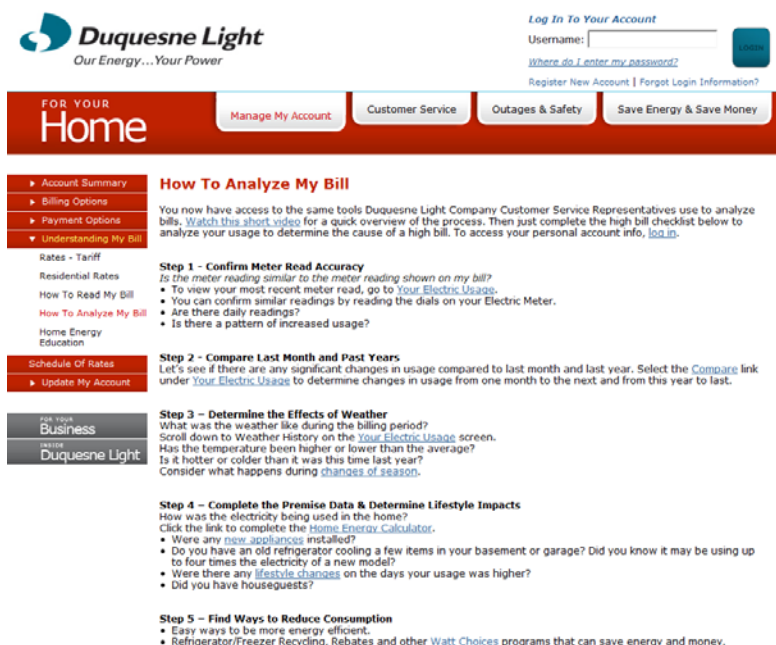 Duquesne Light
Our Energy...Your Power
Log In To Your Account
Username:
LOGIN
Where do I enter my password?
Register New Account | Forgot Login Information?
FOR YOUR
Home
Manage My Account
Customer Service
Outages & Safety
Save Energy & Save Money
Account Summary
Billing Options
Payment Options
Understanding My Bill
Rates - Tariff
Residential Rates
How To Read My Bill
How To Analyze My Bill
Home Energy
Education
Schedule Of Rates
Update My Account
FOR YOUR
Business
INSIDE
Duquesne Light
How To Analyze My Bill
You now have access to the same tools Duquesne Light Company Customer Service Representatives use to analyze
bills. Watch this short video for a quick overview of the process. Then just complete the high bill checklist below to
analyze your usage to determine the cause of a high bill. To access your personal account info, log in.
Step 1 - Confirm Meter Read Accuracy
Is the meter reading similar to the meter reading shown on my bill?
• To view your most recent meter read, go to Your Electric Usage.
• You can confirm similar readings by reading the dials on your Electric Meter.
• Are there daily readings?
• Is there a pattern of increased usage?
Step 2 - Compare Last Month and Past Years
Let's see if there are any significant changes in usage compared to last month and last year. Select the Compare link
under Your Electric Usage to determine changes in usage from one month to the next and from this year to last.
Step 3 – Determine the Effects of Weather
What was the weather like during the billing period?
Scroll down to Weather History on the Your Electric Usage screen.
Has the temperature been higher or lower than the average?
Is it hotter or colder than it was this time last year?
Consider what happens during changes of season.
Step 4 – Complete the Premise Data & Determine Lifestyle Impacts
How was the electricity being used in the home?
Click the link to complete the Home Energy Calculator.
• Were any new appliances installed?
• Do you have an old refrigerator cooling a few items in your basement or garage? Did you know it may be using up
to four times the electricity of a new model?
• Were there any lifestyle changes on the days your usage was higher?
• Did you have houseguests?
Step 5 – Find Ways to Reduce Consumption
• Easy ways to be more energy efficient.
• Refrigerator/Freezer Recycling, Rebates and other Watt Choices programs that can save energy and money.